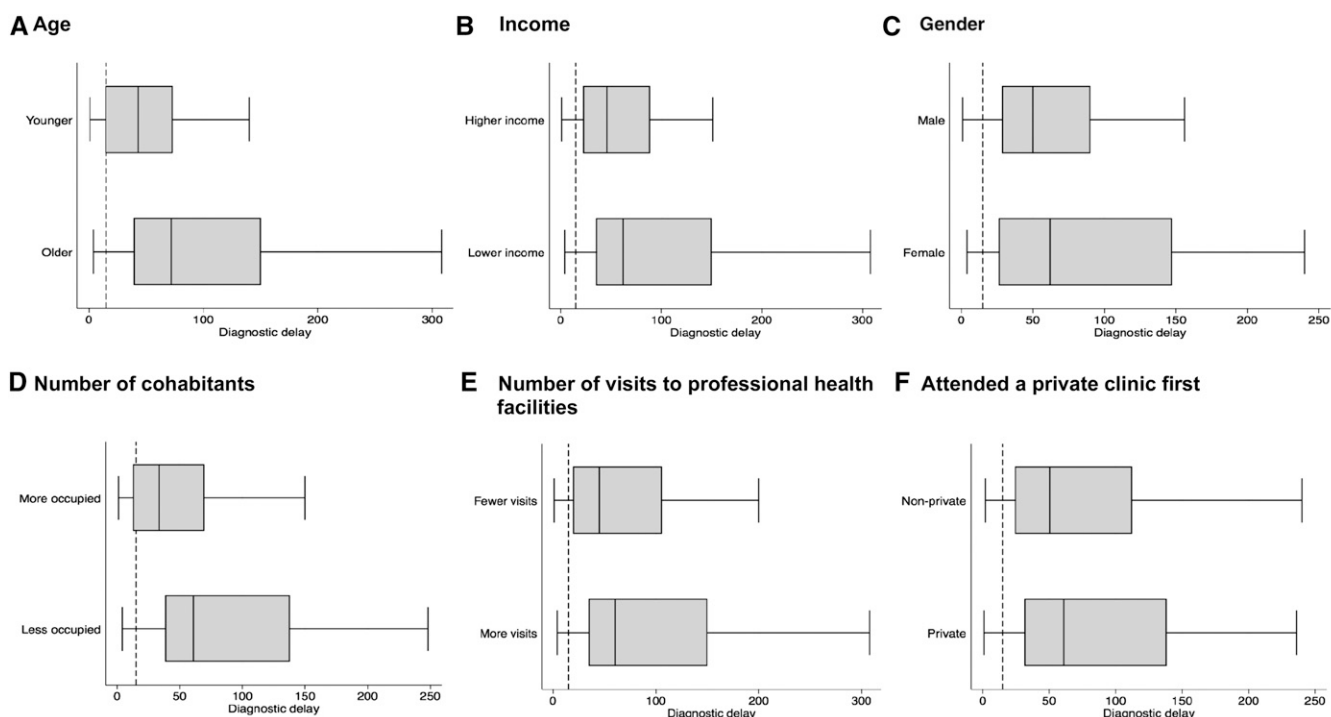 A Age
Younger
Older
0 100 200 300
Diagnostic delay
B Income
Higher income
Lower income
0 100 200 300
Diagnostic delay
C Gender
Male
Female
0 50 100 150 200 250
Diagnostic delay
D Number of cohabitants
More occupied
Less occupied
0 50 100 150 200 250
Diagnostic delay
E Number of visits to professional health
facilities
Fewer visits
More visits
0 100 200 300
Diagnostic delay
F Attended a private clinic first
Non-private
Private
0 50 100 150 200 250
Diagnostic delay